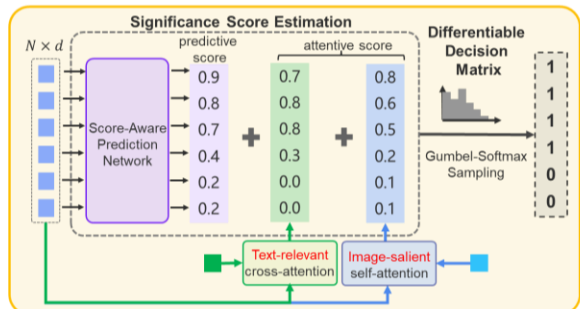 Significance Score Estimation
N × d
predictive
score
attentive score
Differentiable
Decision
Matrix
Score-Aware
Prediction
Network
0.9
0.8
0.7
0.4
0.2
0.2
+
0.7
0.8
0.8
0.3
0.0
0.0
+
0.8
0.6
0.5
0.2
0.1
0.1
Gumbel-Softmax
Sampling
1
1
1
1
0
0
Text-relevant
cross-attention
Image-salient
self-attention